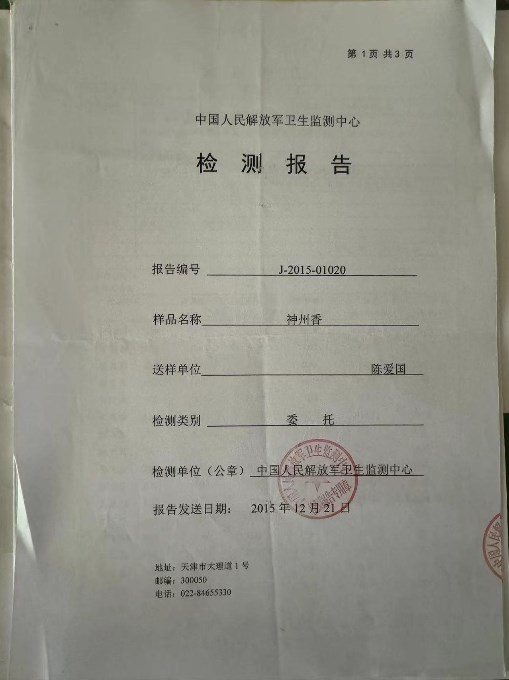 第 1 页 共 3 页
中国人民解放军卫生监测中心
检 测 报 告
报告编号 J-2015-01020
样品名称 神州香
送样单位 陈爱国
检测类别 委 托
检测单位（公章） 中国人民解放军卫生监测中心
报告发送日期： 2015 年 12 月 21 日
地址：天津市大理道 1 号
邮编：300050
电话：022-84655330